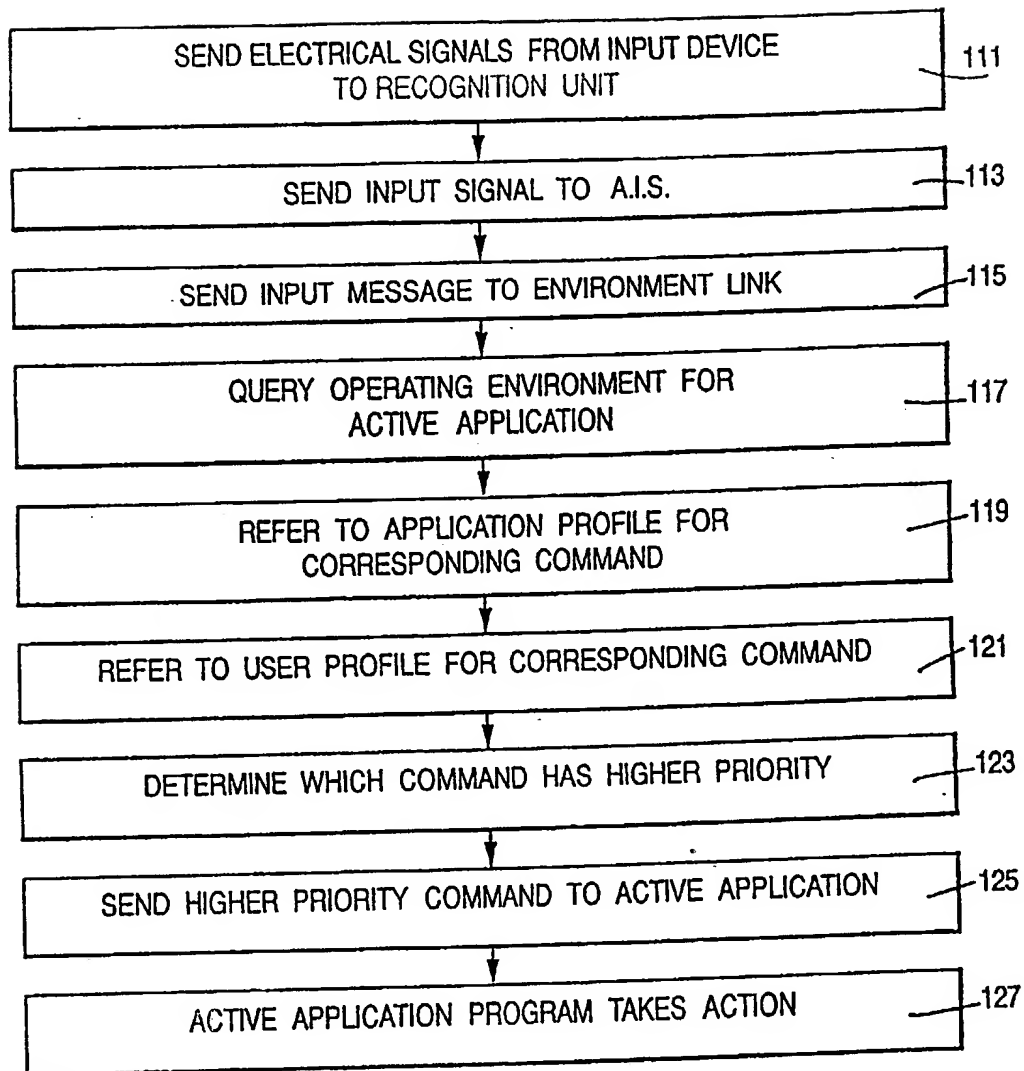 SEND ELECTRICAL SIGNALS FROM INPUT DEVICE
TO RECOGNITION UNIT
111
SEND INPUT SIGNAL TO A.I.S.
113
SEND INPUT MESSAGE TO ENVIRONMENT LINK
115
QUERY OPERATING ENVIRONMENT FOR
ACTIVE APPLICATION
117
REFER TO APPLICATION PROFILE FOR
CORRESPONDING COMMAND
119
REFER TO USER PROFILE FOR CORRESPONDING COMMAND
121
DETERMINE WHICH COMMAND HAS HIGHER PRIORITY
123
SEND HIGHER PRIORITY COMMAND TO ACTIVE APPLICATION
125
ACTIVE APPLICATION PROGRAM TAKES ACTION
127